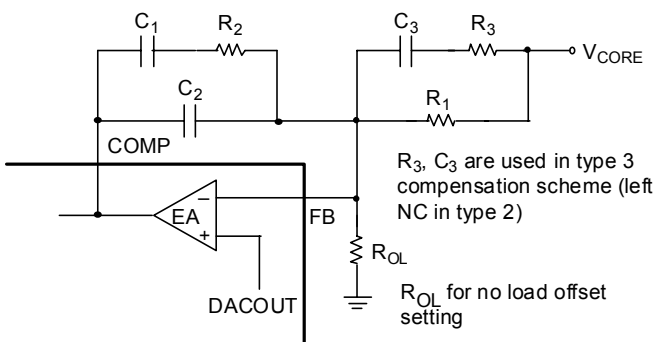 C1
R2
C3
R3
VCORE
C2
R1
COMP
R3, C3 are used in type 3
compensation scheme (left
NC in type 2)
EA
−
+
FB
ROL
DACOUT
ROL for no load offset
setting